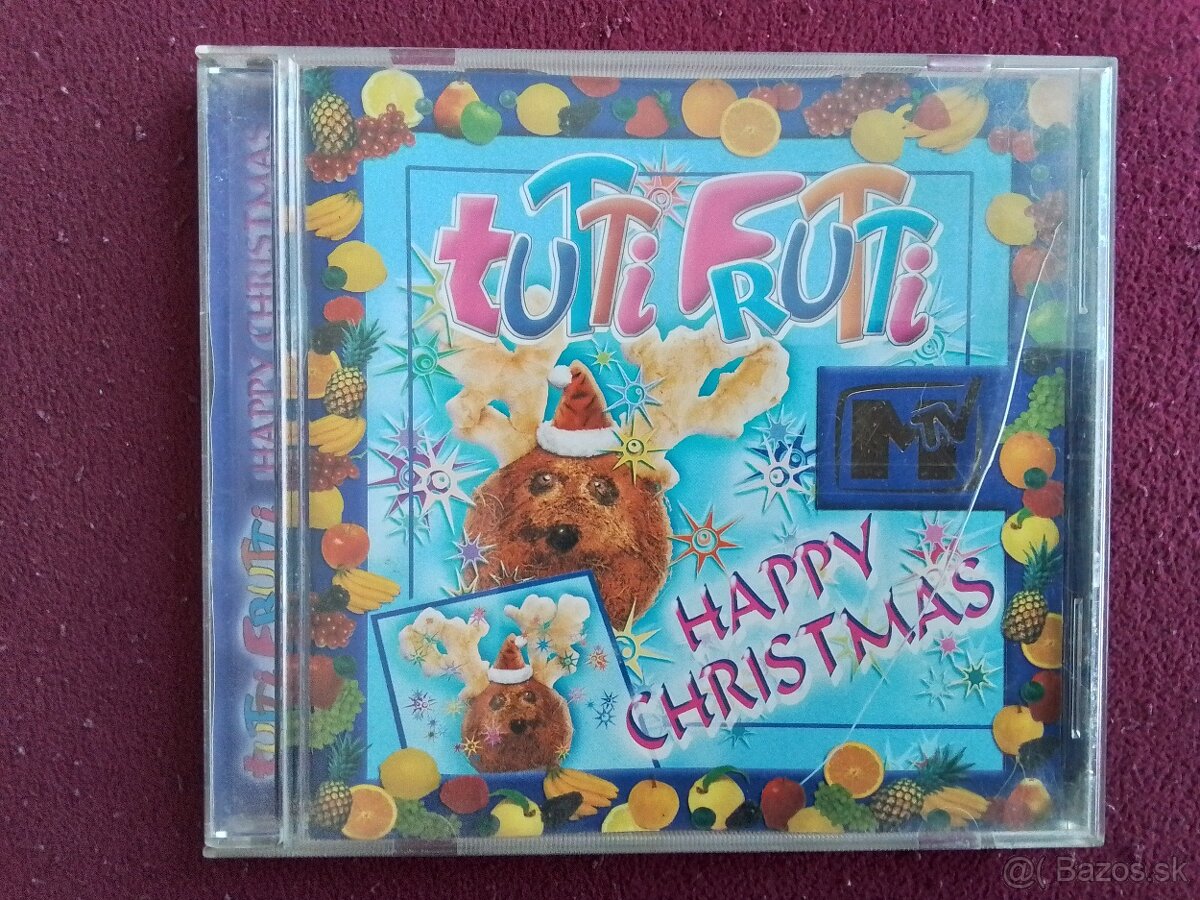 tuTTi FRUTTi HAPPY CHRISTMAS
tuTTi FRUTTi
MTV
HAPPY
CHRISTMAS
@( Bazos.sk